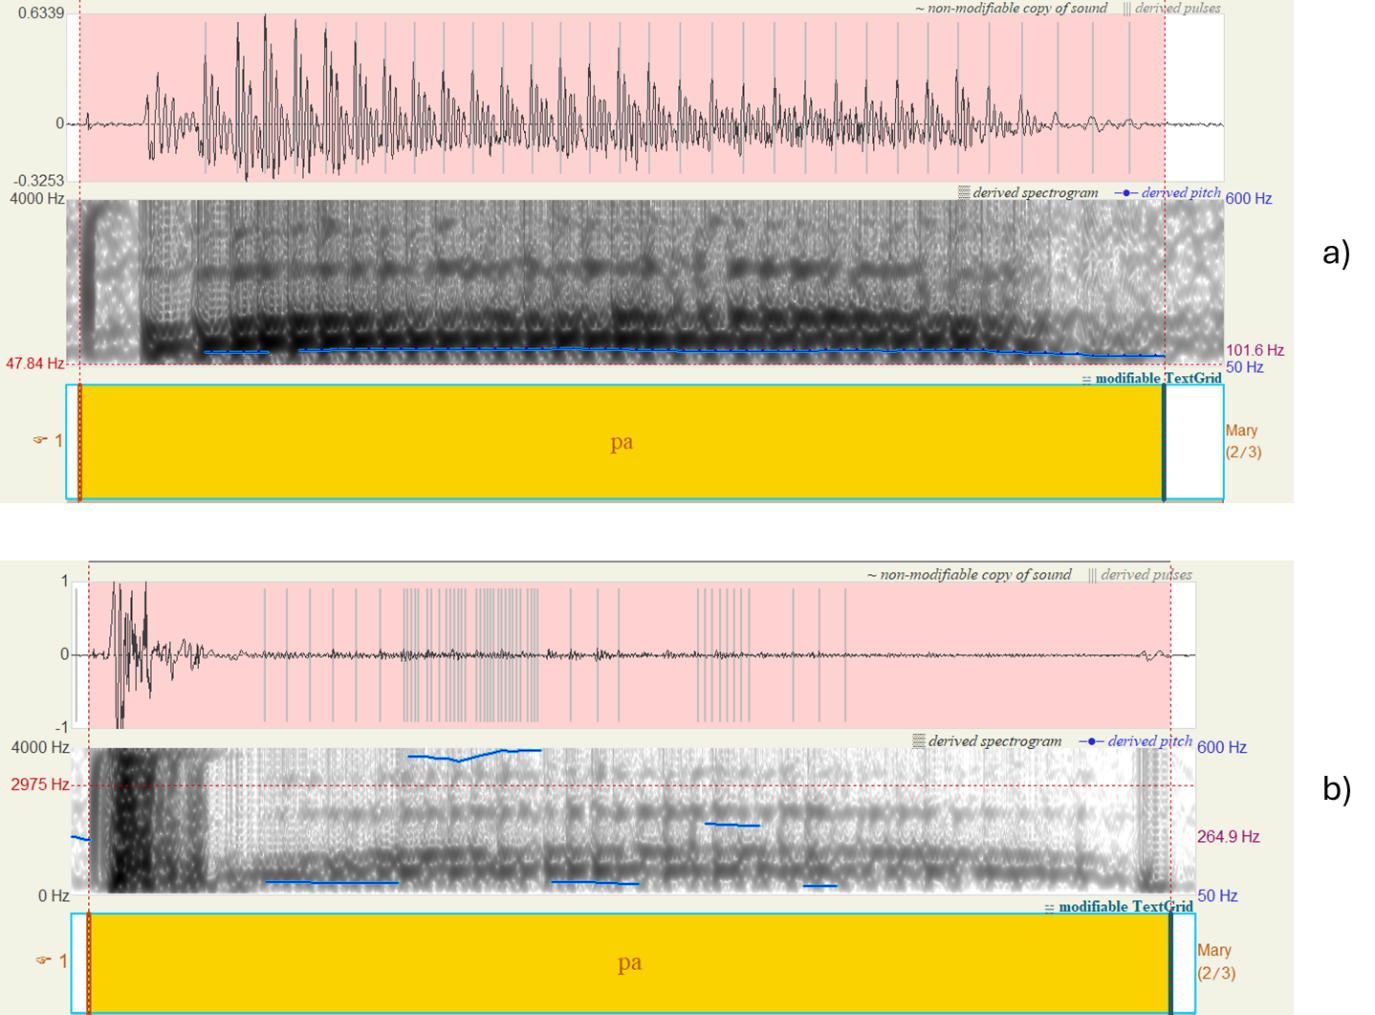 0.6339
~ non-modifiable copy of sound ||| derived pulses
0
-0.3253
4000 Hz
derived spectrogram derived pitch
600 Hz
a)
47.84 Hz
101.6 Hz
50 Hz
modifiable TextGrid
☞ 1
pa
Mary
(2/3)
~ non-modifiable copy of sound ||| derived pulses
1
0
-1
derived spectrogram derived pitch
4000 Hz
600 Hz
2975 Hz
b)
264.9 Hz
0 Hz
50 Hz
modifiable TextGrid
☞ 1
pa
Mary
(2/3)